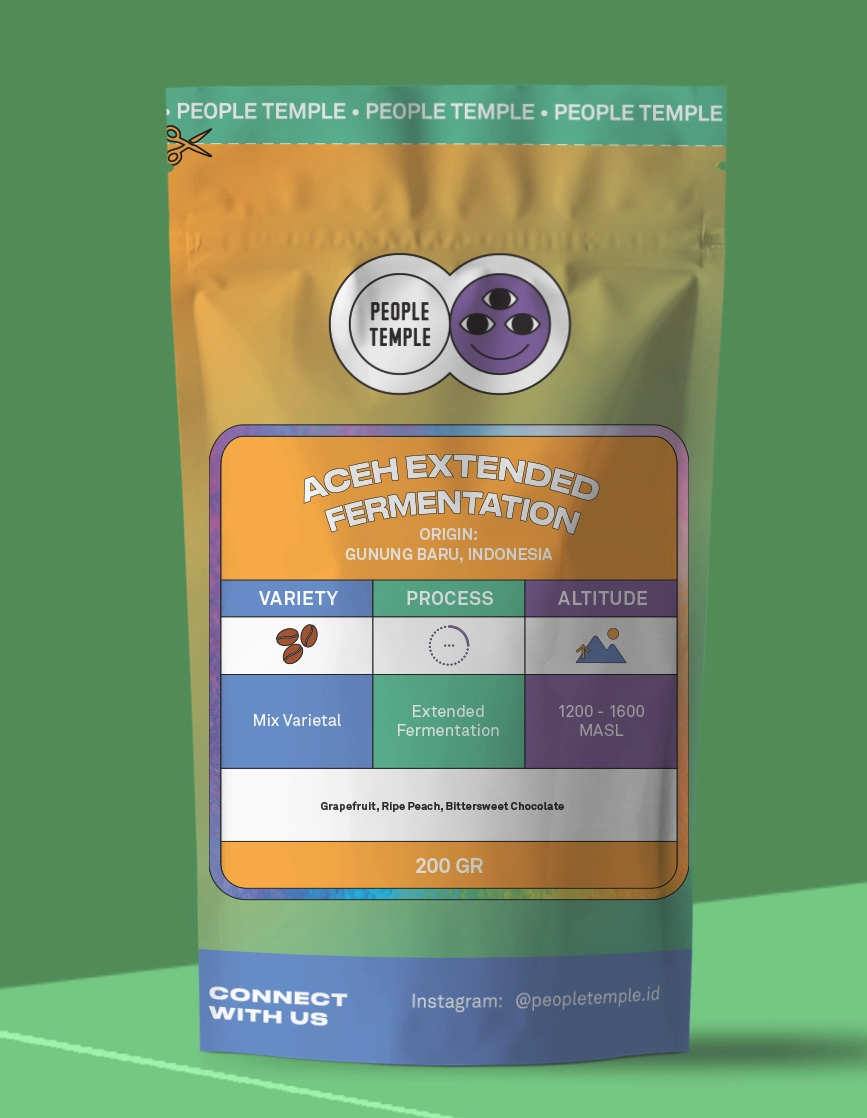 • PEOPLE TEMPLE • PEOPLE TEMPLE • PEOPLE TEMPLE
PEOPLE
TEMPLE
ACEH EXTENDED
FERMENTATION
ORIGIN:
GUNUNG BARU, INDONESIA
VARIETY PROCESS ALTITUDE
Mix Varietal
Extended
Fermentation
1200 - 1600
MASL
Grapefruit, Ripe Peach, Bittersweet Chocolate
200 GR
CONNECT
WITH US
Instagram: @peopletemple.id